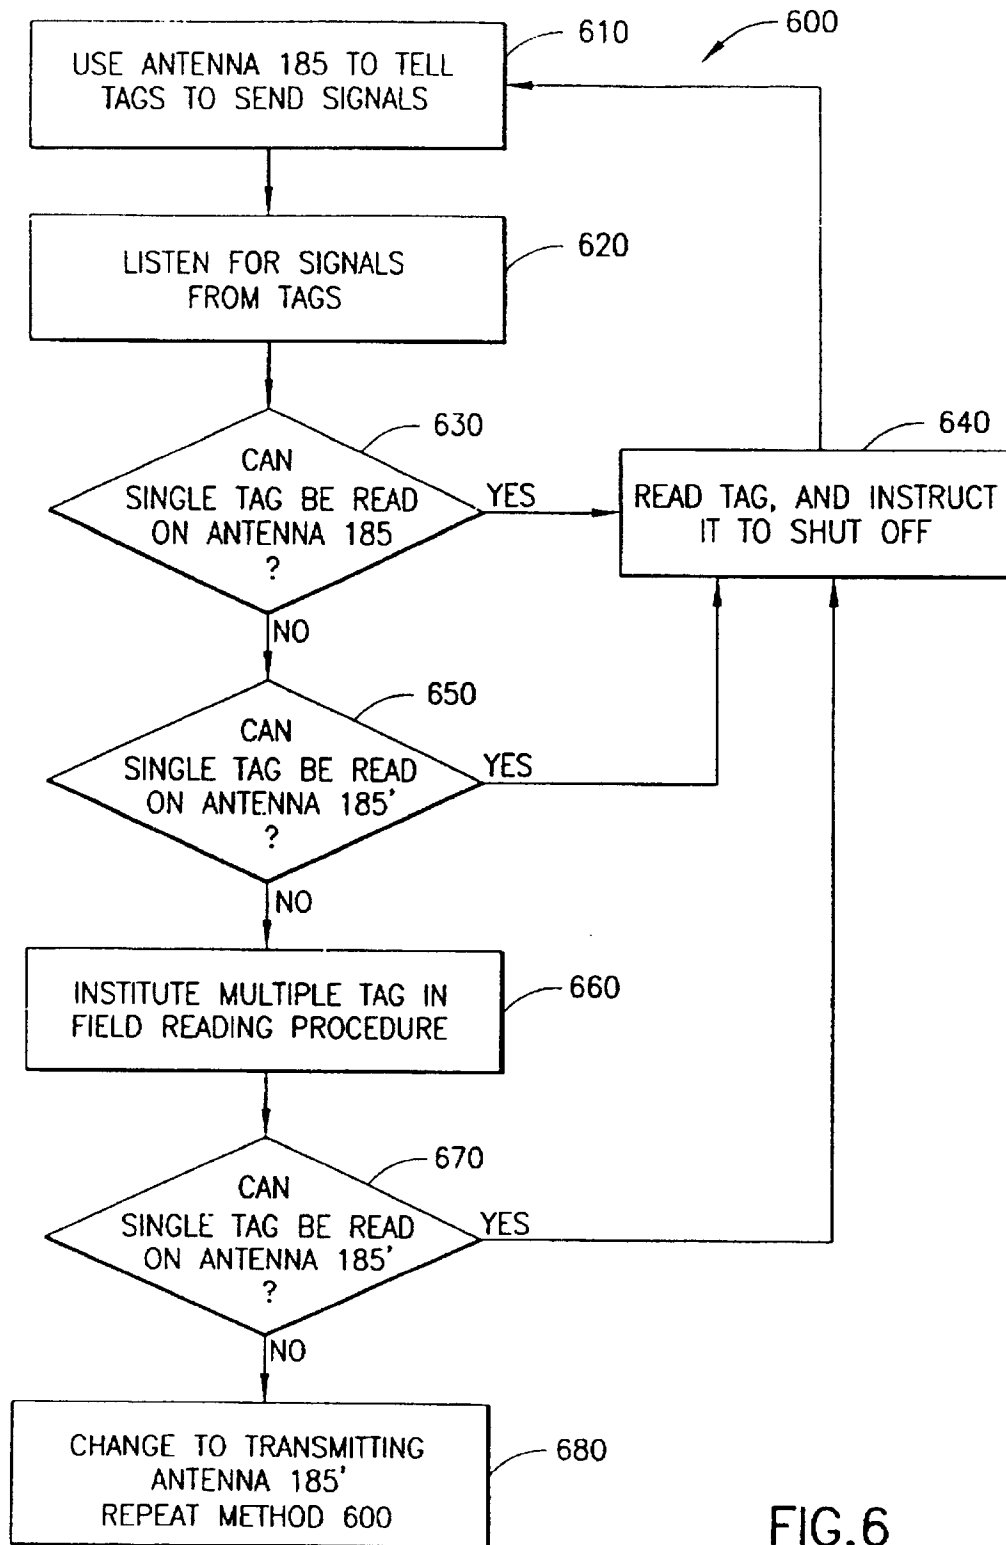 600
610
USE ANTENNA 185 TO TELL
TAGS TO SEND SIGNALS
620
LISTEN FOR SIGNALS
FROM TAGS
630
CAN
SINGLE TAG BE READ
ON ANTENNA 185
?
YES
640
READ TAG, AND INSTRUCT
IT TO SHUT OFF
NO
650
CAN
SINGLE TAG BE READ
ON ANTENNA 185'
?
YES
NO
660
INSTITUTE MULTIPLE TAG IN
FIELD READING PROCEDURE
670
CAN
SINGLE TAG BE READ
ON ANTENNA 185'
?
YES
NO
680
CHANGE TO TRANSMITTING
ANTENNA 185'
REPEAT METHOD 600
FIG.6